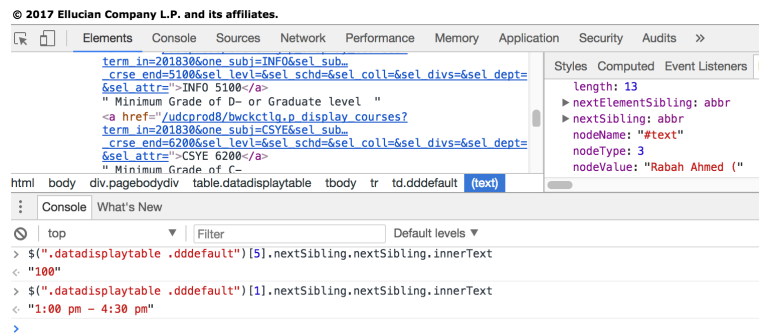 © 2017 Ellucian Company L.P. and its affiliates.
Elements Console Sources Network Performance Memory Application Security Audits »
term_in=201830&one_subj=INFO&sel_sub…
_crse_end=5100&sel_levl=&sel_schd=&sel_coll=&sel_divs=&sel_dept=
&sel_attr=">INFO 5100</a>
" Minimum Grade of D- or Graduate level "
<a href="/udcprod8/bwckctlg.p_display_courses?
term_in=201830&one_subj=CSYE&sel_sub…
_crse_end=6200&sel_levl=&sel_schd=&sel_coll=&sel_divs=&sel_dept=
&sel_attr=">CSYE 6200</a>
" Minimum Grade of C-
Styles Computed Event Listeners
length: 13
nextElementSibling: abbr
nextSibling: abbr
nodeName: "#text"
nodeType: 3
nodeValue: "Rabah Ahmed ("
html body div.pagebodydiv table.datadisplaytable tbody tr td.dddefault (text)
Console What's New
top Filter Default levels
> $(".datadisplaytable .dddefault")[5].nextSibling.nextSibling.innerText
"100"
> $(".datadisplaytable .dddefault")[1].nextSibling.nextSibling.innerText
"1:00 pm - 4:30 pm"
>